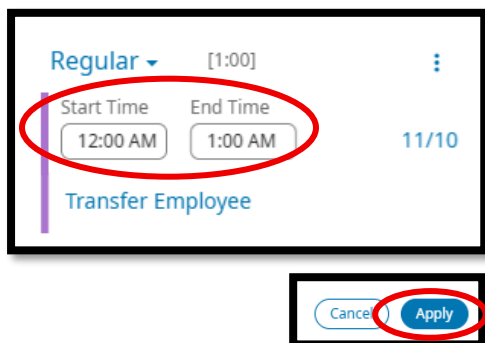 Regular [1:00]
Start Time End Time
12:00 AM 1:00 AM 11/10
Transfer Employee
Cancel Apply